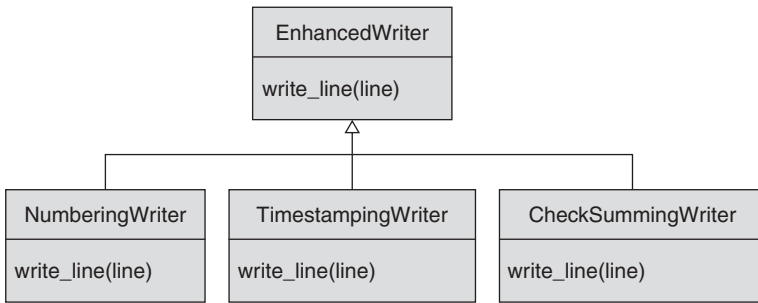 EnhancedWriter
write_line(line)
NumberingWriter
write_line(line)
TimestampingWriter
write_line(line)
CheckSummingWriter
write_line(line)